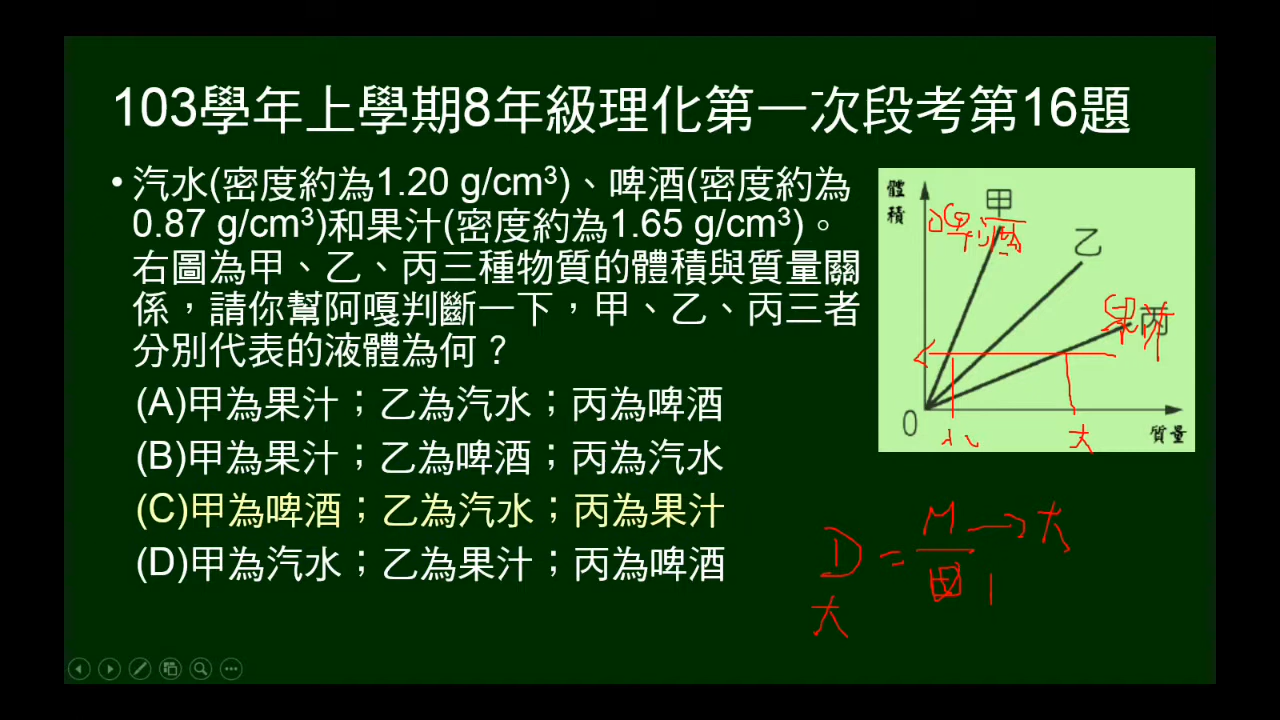 103學年上學期8年級理化第一次段考第16題
•汽水(密度約為1.20 g/cm³)、啤酒(密度約為
0.87 g/cm³)和果汁(密度約為1.65 g/cm³)。
右圖為甲、乙、丙三種物質的體積與質量關
係，請你幫阿嘎判斷一下，甲、乙、丙三者
分別代表的液體為何？
(A)甲為果汁；乙為汽水；丙為啤酒
(B)甲為果汁；乙為啤酒；丙為汽水
(C)甲為啤酒；乙為汽水；丙為果汁
(D)甲為汽水；乙為果汁；丙為啤酒
體積
甲
啤酒
乙
果汁
丙
0
小
大
質量
D = M → 大
1
大